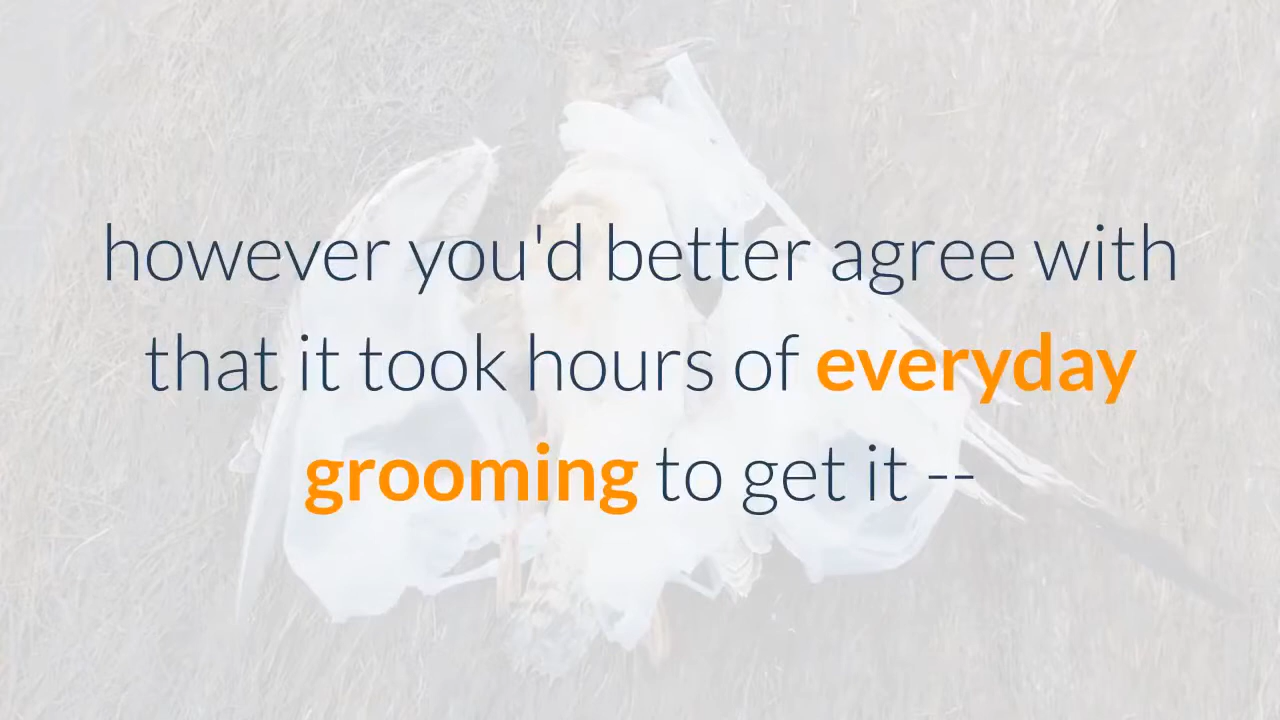 however you'd better agree with
that it took hours of everyday
grooming to get it --